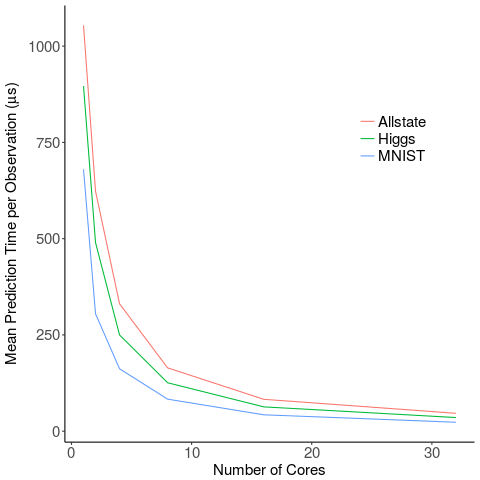 Mean Prediction Time per Observation (μs)
1000
750
500
250
0
Allstate
Higgs
MNIST
0 10 20 30
Number of Cores